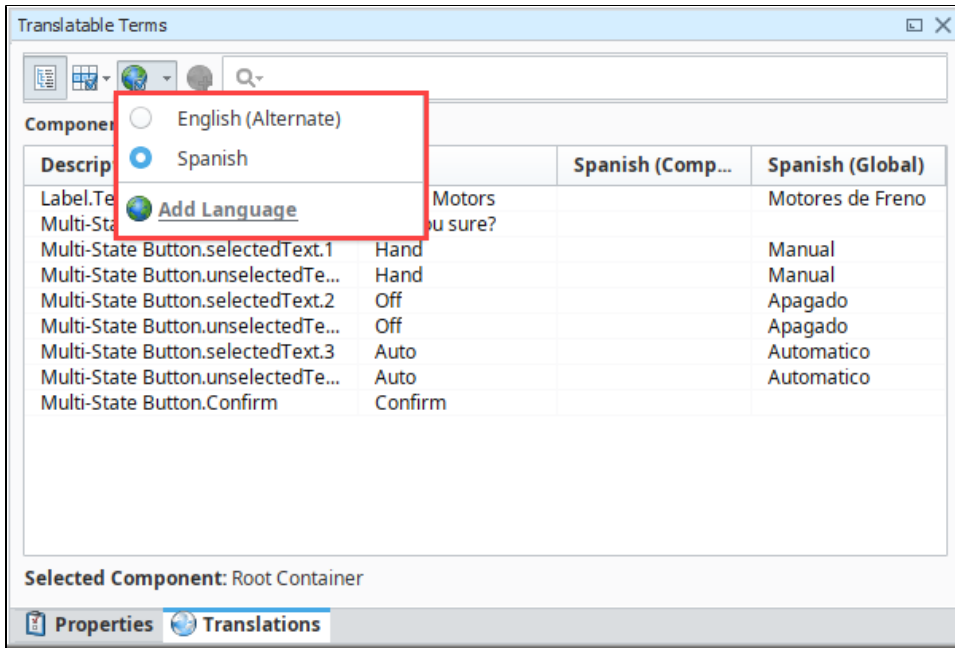 Translatable Terms
English (Alternate)
Spanish
Add Language
Componen
Descrip Spanish (Comp... Spanish (Global)
Label.Te Motors Motores de Freno
Multi-Sta ou sure?
Multi-State Button.selectedText.1 Hand Manual
Multi-State Button.unselectedTe... Hand Manual
Multi-State Button.selectedText.2 Off Apagado
Multi-State Button.unselectedTe... Off Apagado
Multi-State Button.selectedText.3 Auto Automatico
Multi-State Button.unselectedTe... Auto Automatico
Multi-State Button.Confirm Confirm
Selected Component: Root Container
Properties Translations